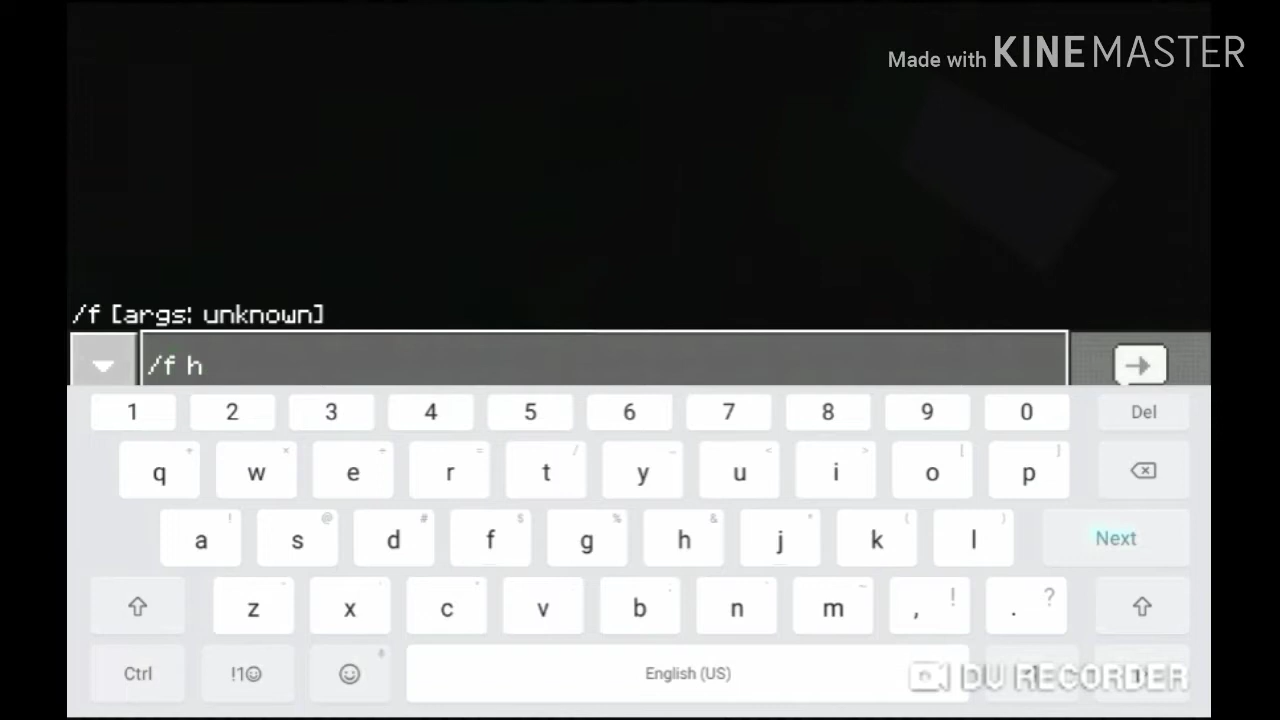 Made with KINEMASTER
/f [args: unknown]
/f h
1 2 3 4 5 6 7 8 9 0 Del
q w e r t y u i o p
a s d f g h j k l Next
z x c v b n m , ! . ?
Ctrl !1☺ English (US) DU RECORDER